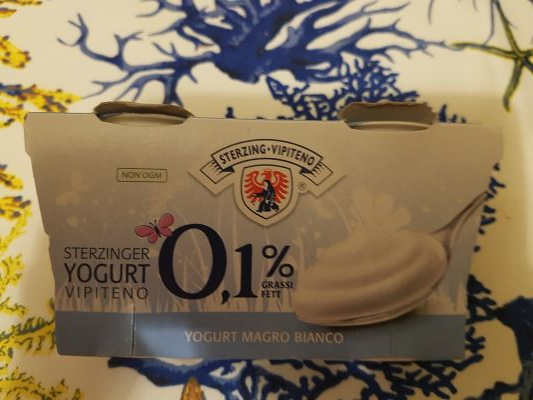 STERZING • VIPITENO
®
NON OGM
STERZINGER
YOGURT
VIPITENO
0,1%
GRASSI
FETT
YOGURT MAGRO BIANCO